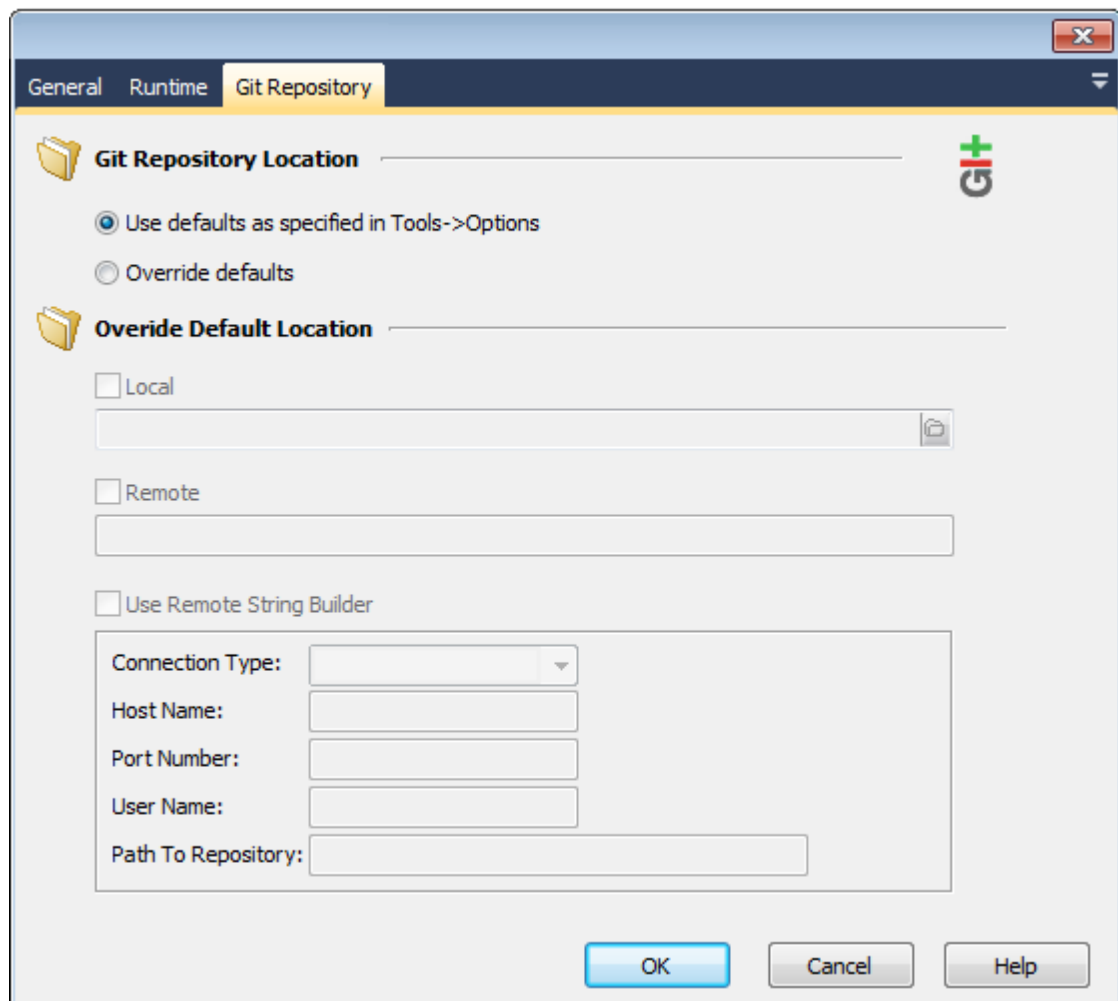 General Runtime Git Repository
Git Repository Location
GIt
Use defaults as specified in Tools->Options
Override defaults
Overide Default Location
Local
Remote
Use Remote String Builder
Connection Type:
Host Name:
Port Number:
User Name:
Path To Repository:
OK Cancel Help